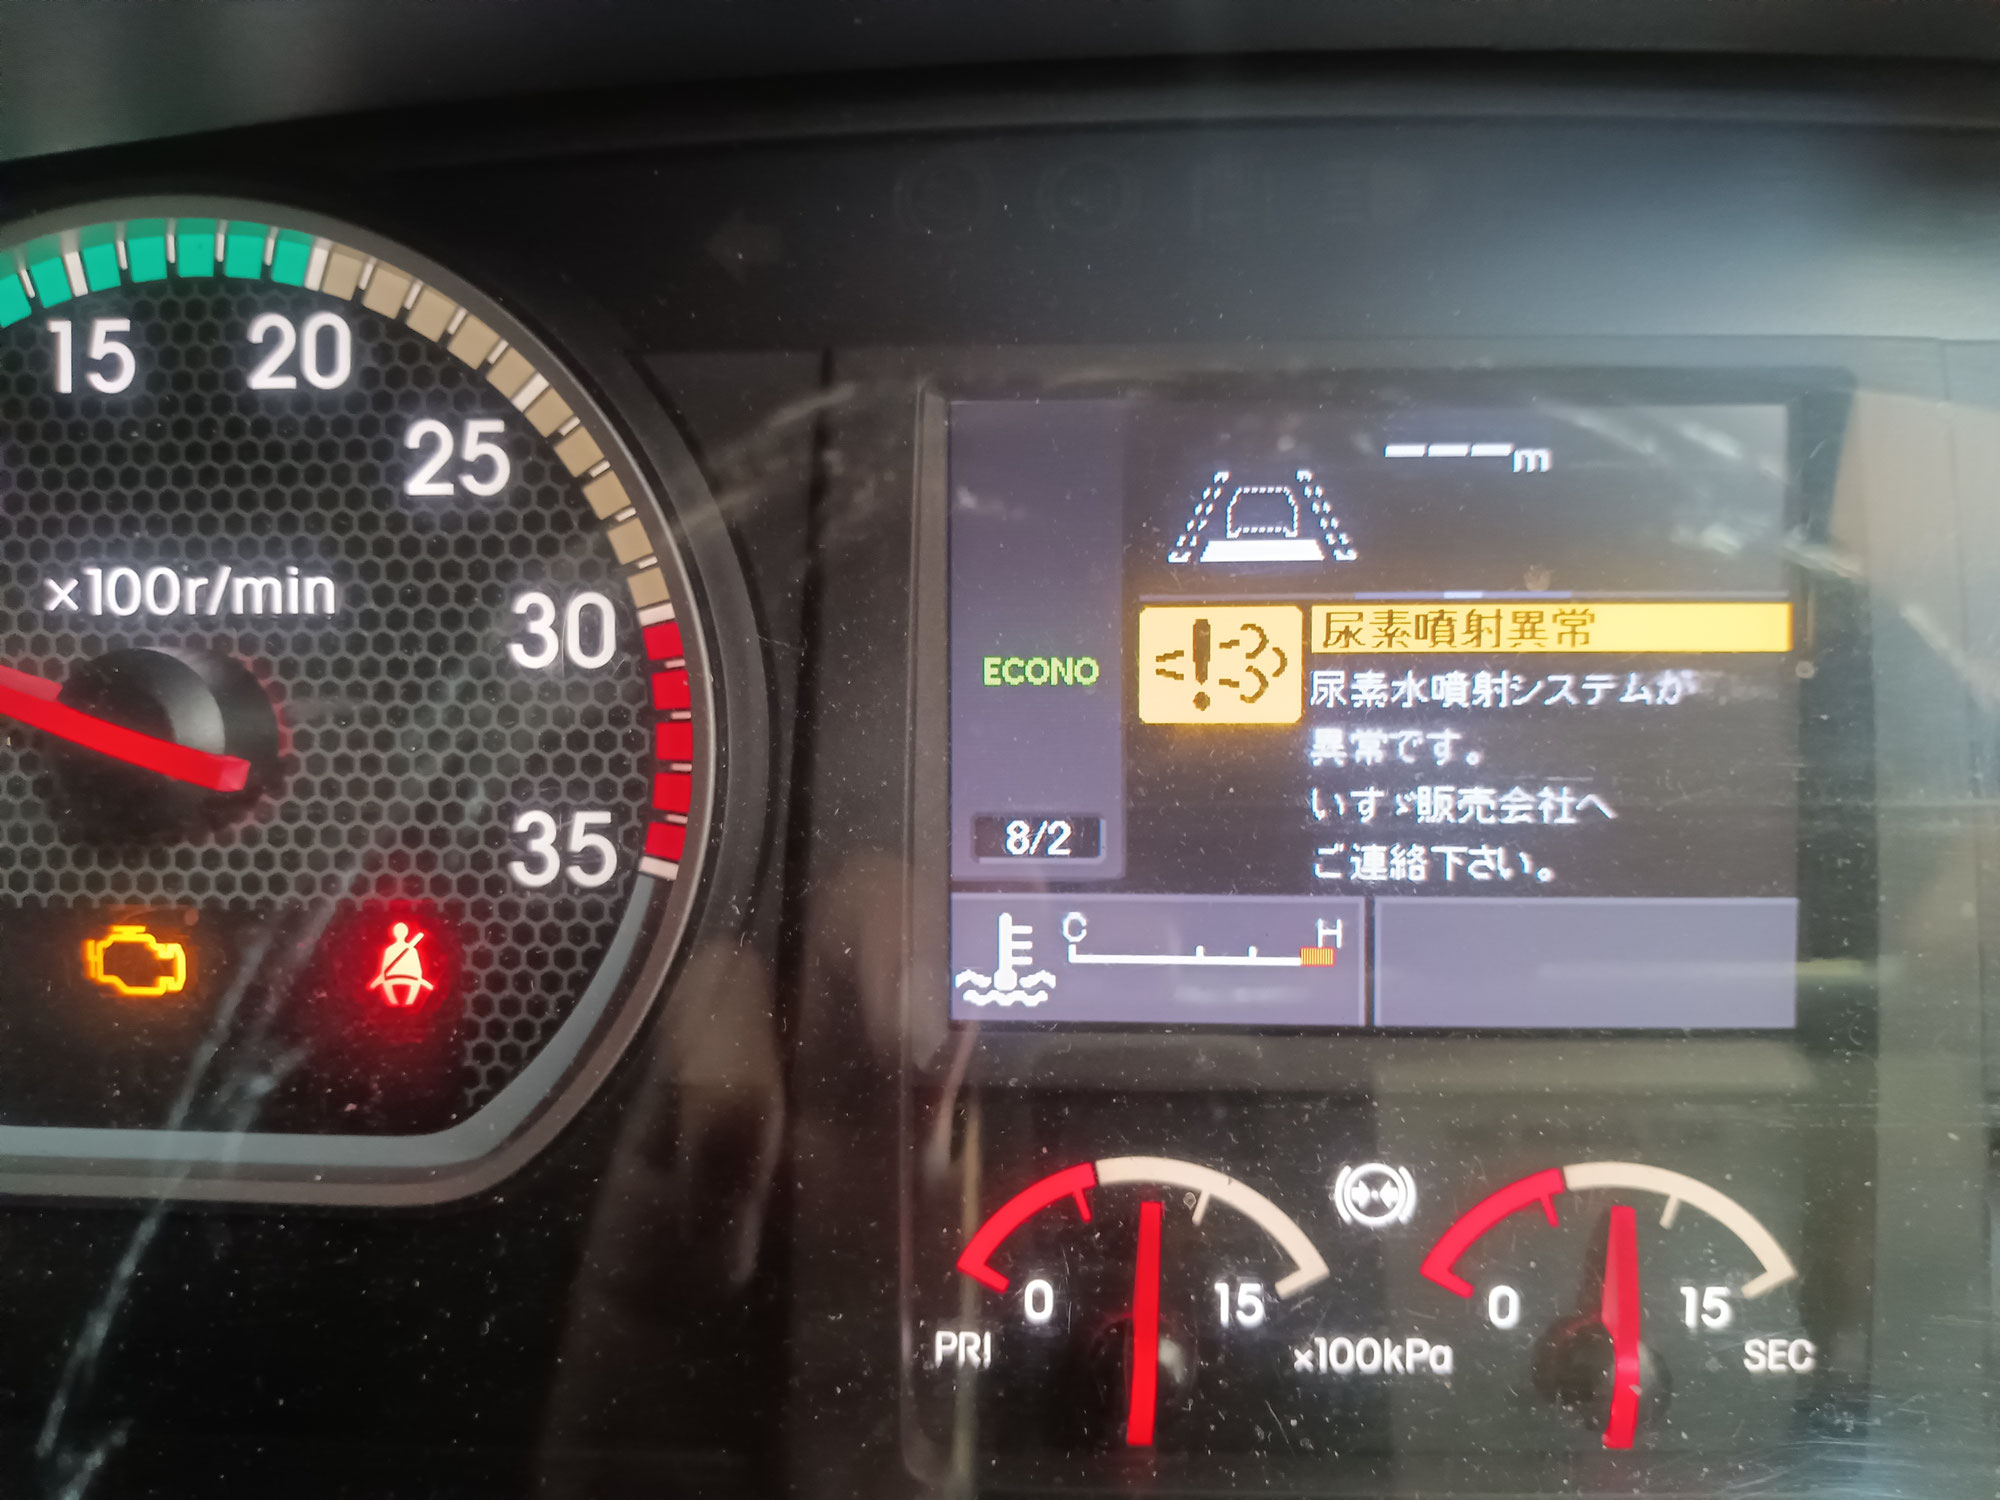 15
20
25
×100r/min
30
35
---m
ECONO
尿素噴射異常
尿素水噴射システムが
異常です。
いすゞ販売会社へ
ご連絡下さい。
8/2
C
H
0
15
PRI
×100kPa
0
15
SEC